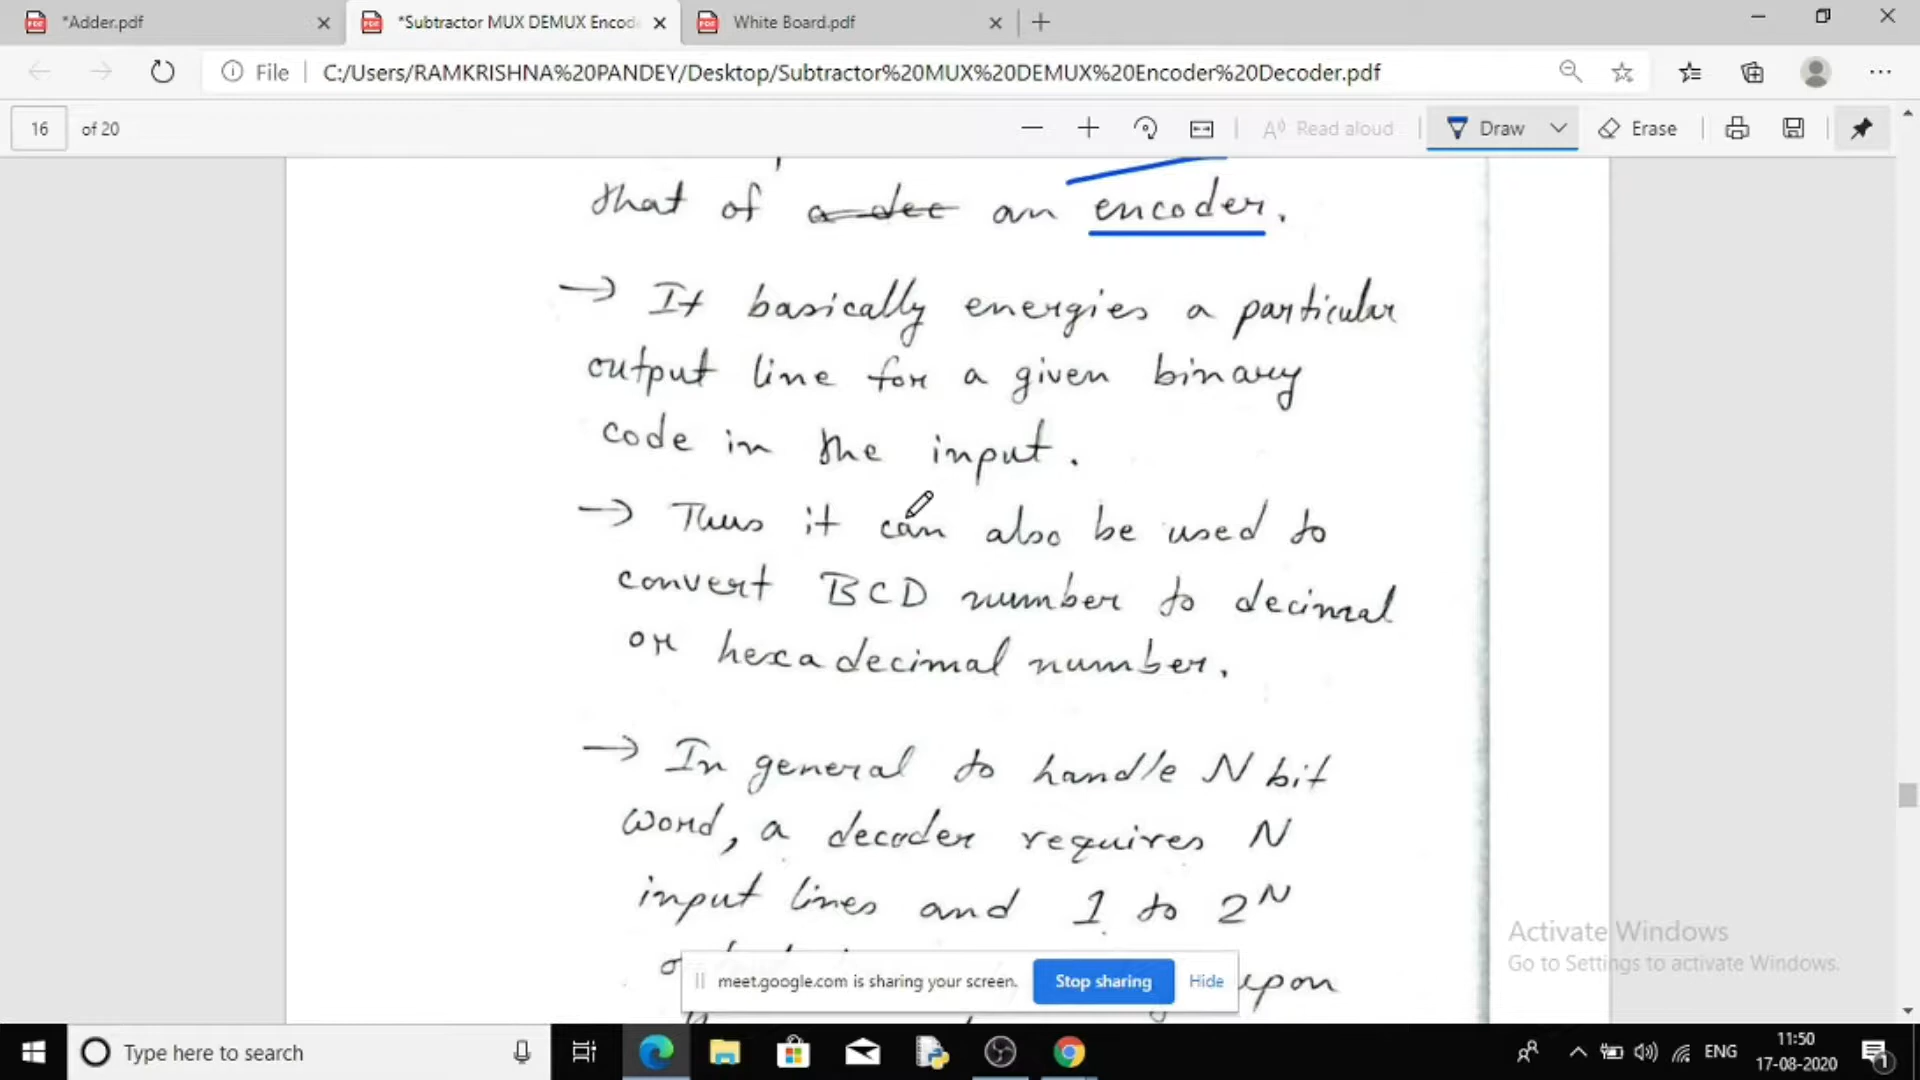 *Adder.pdf
*Subtractor MUX DEMUX Encod
White Board.pdf
File
C:/Users/RAMKRISHNA%20PANDEY/Desktop/Subtractor%20MUX%20DEMUX%20Encoder%20Decoder.pdf
16 of 20
Read aloud
Draw
Erase
that of a dec an encoder.
→ It basically energies a particular
output line for a given binary
code in the input.
→ Thus it can also be used to
convert BCD number to decimal
or hexadecimal number.
→ In general to handle N bit
word, a decoder requires N
input lines and 1 to 2^N
upon
meet.google.com is sharing your screen.
Stop sharing
Hide
Activate Windows
Go to Settings to activate Windows.
Type here to search
ENG
11:50
17-08-2020
1